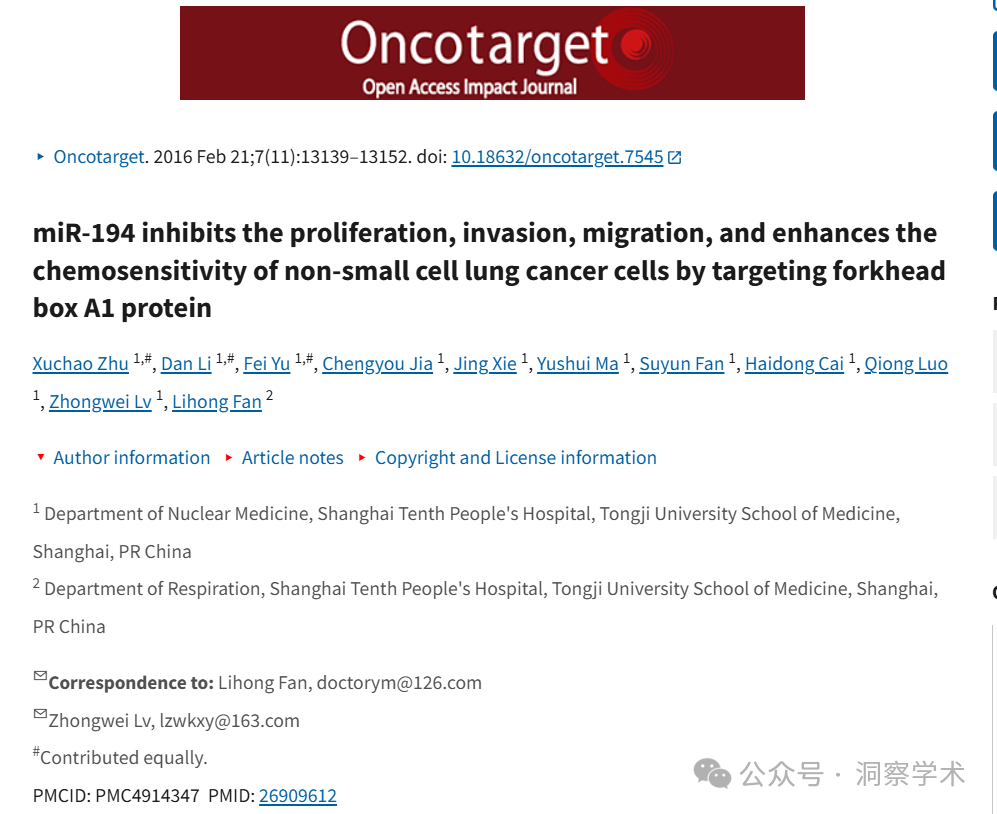 Oncotarget
Open Access Impact Journal
Oncotarget. 2016 Feb 21;7(11):13139–13152. doi: 10.18632/oncotarget.7545
miR-194 inhibits the proliferation, invasion, migration, and enhances the
chemosensitivity of non-small cell lung cancer cells by targeting forkhead
box A1 protein
Xuchao Zhu 1,#, Dan Li 1,#, Fei Yu 1,#, Chengyou Jia 1, Jing Xie 1, Yushui Ma 1, Suyun Fan 1, Haidong Cai 1, Qiong Luo
1, Zhongwei Lv 1, Lihong Fan 2
Author information Article notes Copyright and License information
1 Department of Nuclear Medicine, Shanghai Tenth People's Hospital, Tongji University School of Medicine,
Shanghai, PR China
2 Department of Respiration, Shanghai Tenth People's Hospital, Tongji University School of Medicine, Shanghai,
PR China
Correspondence to: Lihong Fan, doctorym@126.com
Zhongwei Lv, lzwkxy@163.com
#Contributed equally.
公众号 · 洞察学术
PMCID: PMC4914347 PMID: 26909612